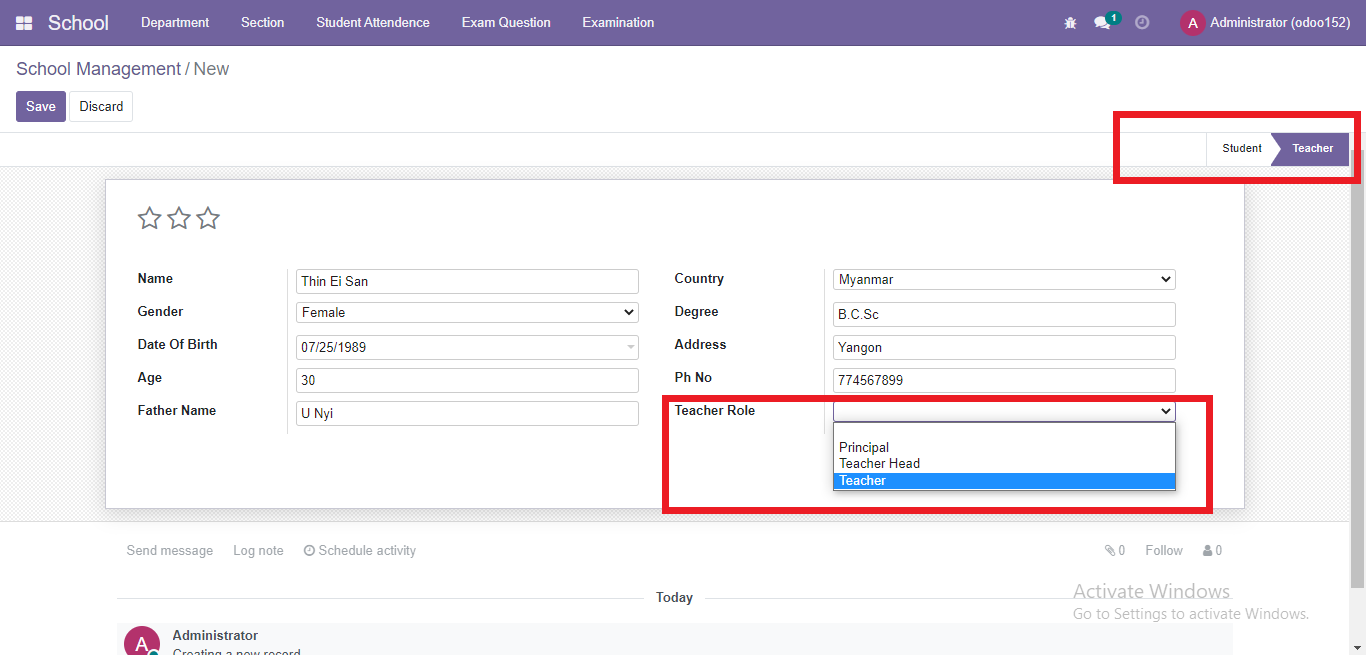 School Department Section Student Attendence Exam Question Examination 1 A Administrator (odoo152)
School Management / New
Save Discard
Student Teacher
Name Thin Ei San Country Myanmar
Gender Female Degree B.C.Sc
Date Of Birth 07/25/1989 Address Yangon
Age 30 Ph No 774567899
Father Name U Nyi Teacher Role
Principal
Teacher Head
Teacher
Send message Log note Schedule activity 0 Follow 0
Today
Activate Windows
Go to Settings to activate Windows.
A Administrator
Creating a new record